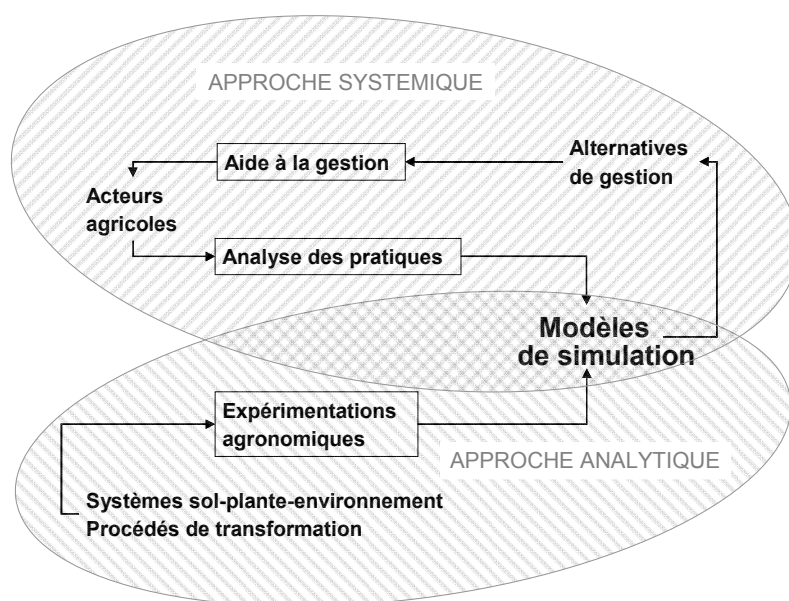 APPROCHE SYSTEMIQUE
Aide à la gestion
Alternatives
de gestion
Acteurs
agricoles
Analyse des pratiques
Modèles
de simulation
Expérimentations
agronomiques
APPROCHE ANALYTIQUE
Systèmes sol-plante-environnement
Procédés de transformation